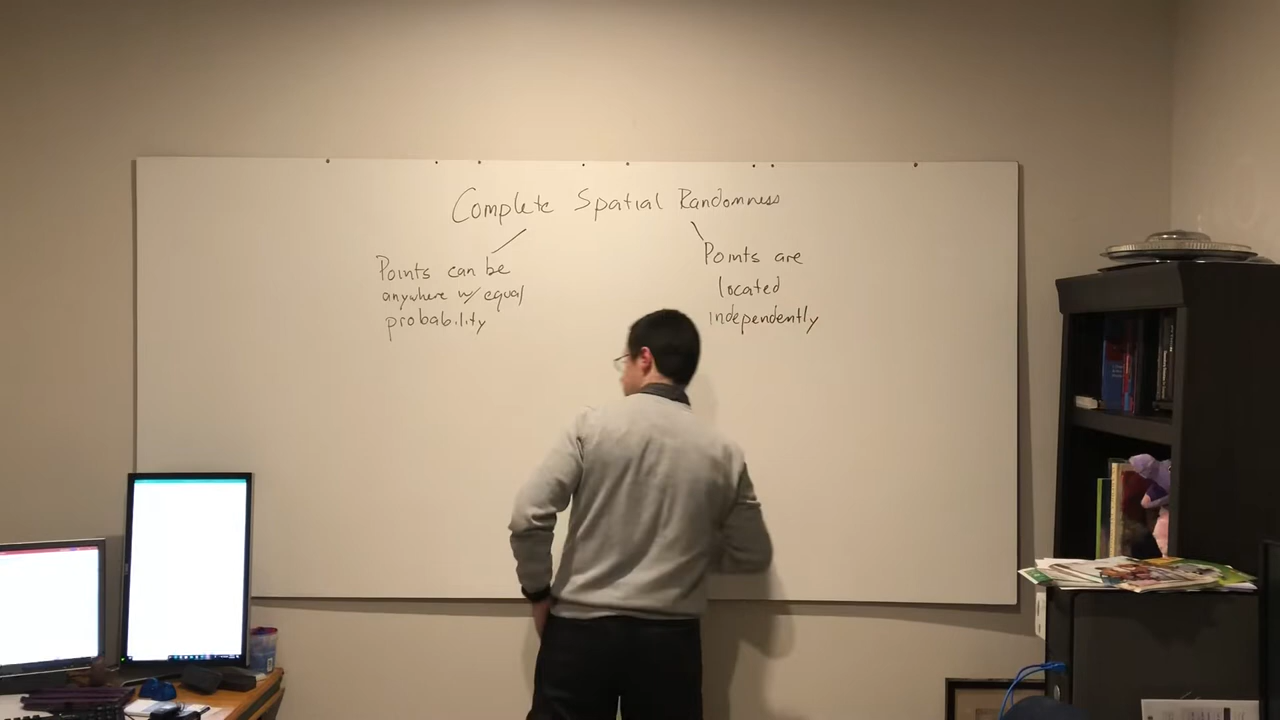 Complete Spatial Randomness
Points can be
anywhere w/ equal
probability
Points are
located
independently